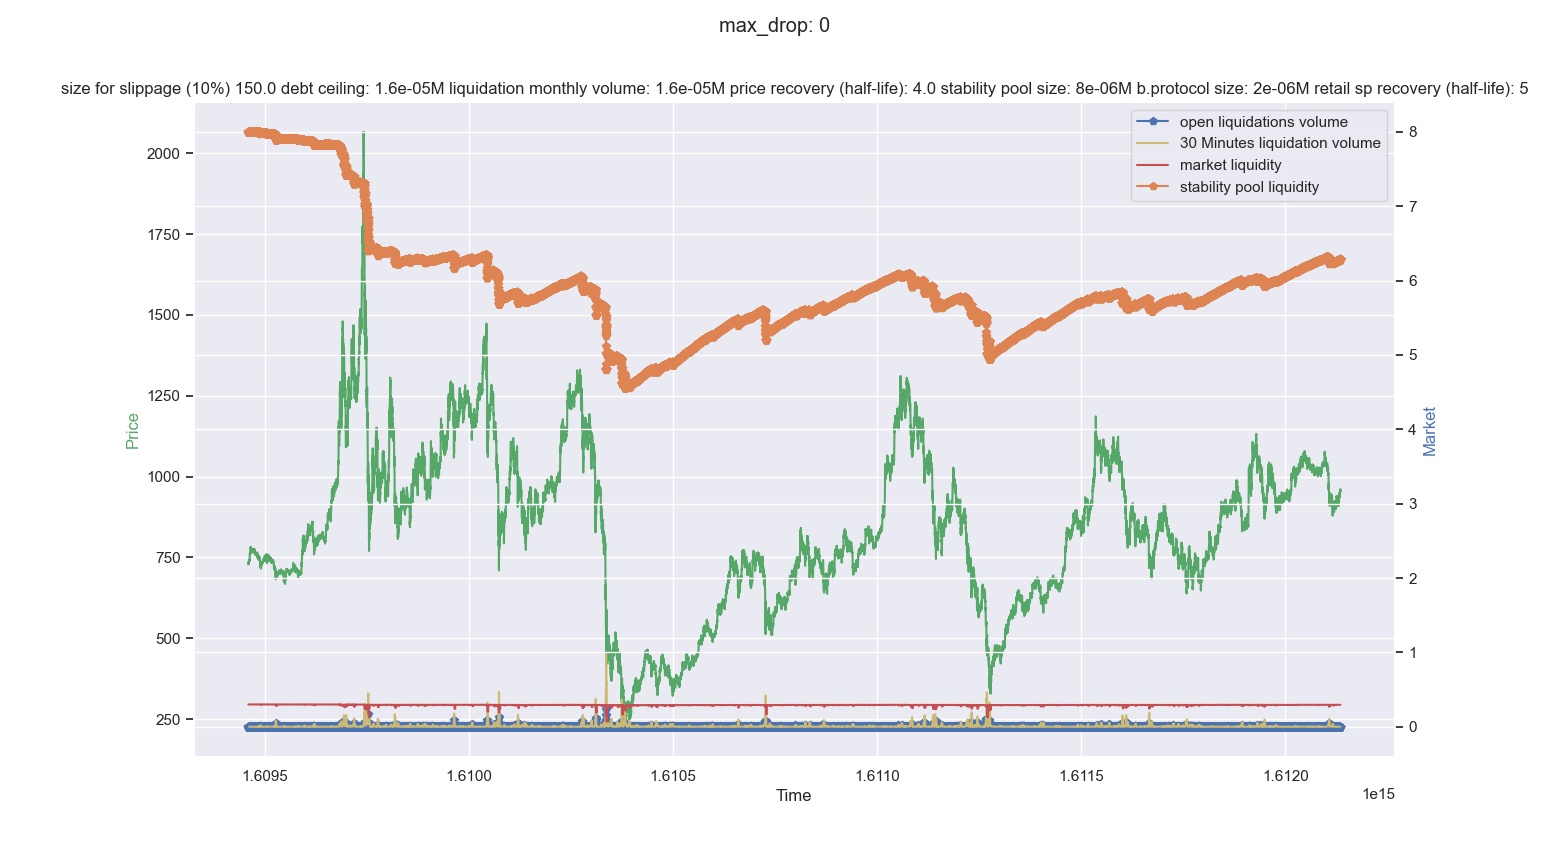 max_drop: 0
size for slippage (10%) 150.0 debt ceiling: 1.6e-05M liquidation monthly volume: 1.6e-05M price recovery (half-life): 4.0 stability pool size: 8e-06M b.protocol size: 2e-06M retail sp recovery (half-life): 5
open liquidations volume
30 Minutes liquidation volume
market liquidity
stability pool liquidity
2000
1750
1500
1250
1000
750
500
250
Price
8
7
6
5
4
3
2
1
0
Market
1.6095
1.6100
1.6105
1.6110
1.6115
1.6120
1e15
Time